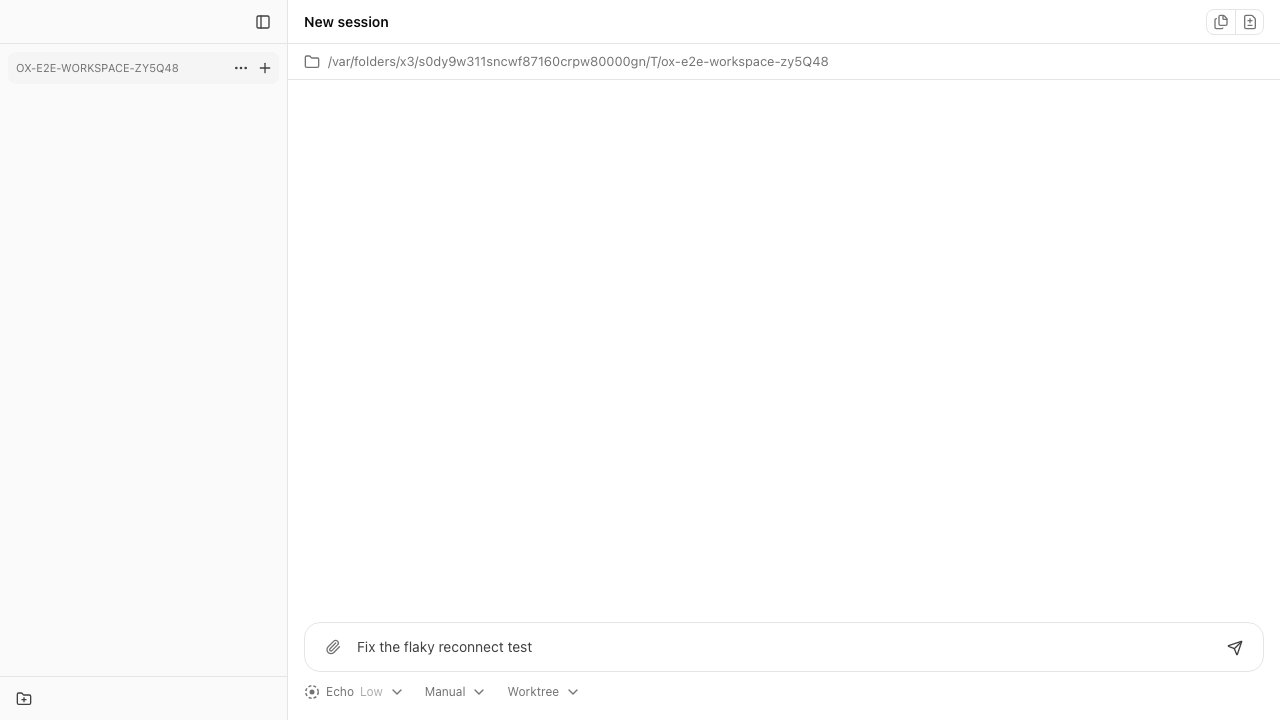 New session
OX-E2E-WORKSPACE-ZY5Q48
/var/folders/x3/s0dy9w311sncwf87160crpw80000gn/T/ox-e2e-workspace-zy5Q48
Fix the flaky reconnect test
Echo Low Manual Worktree